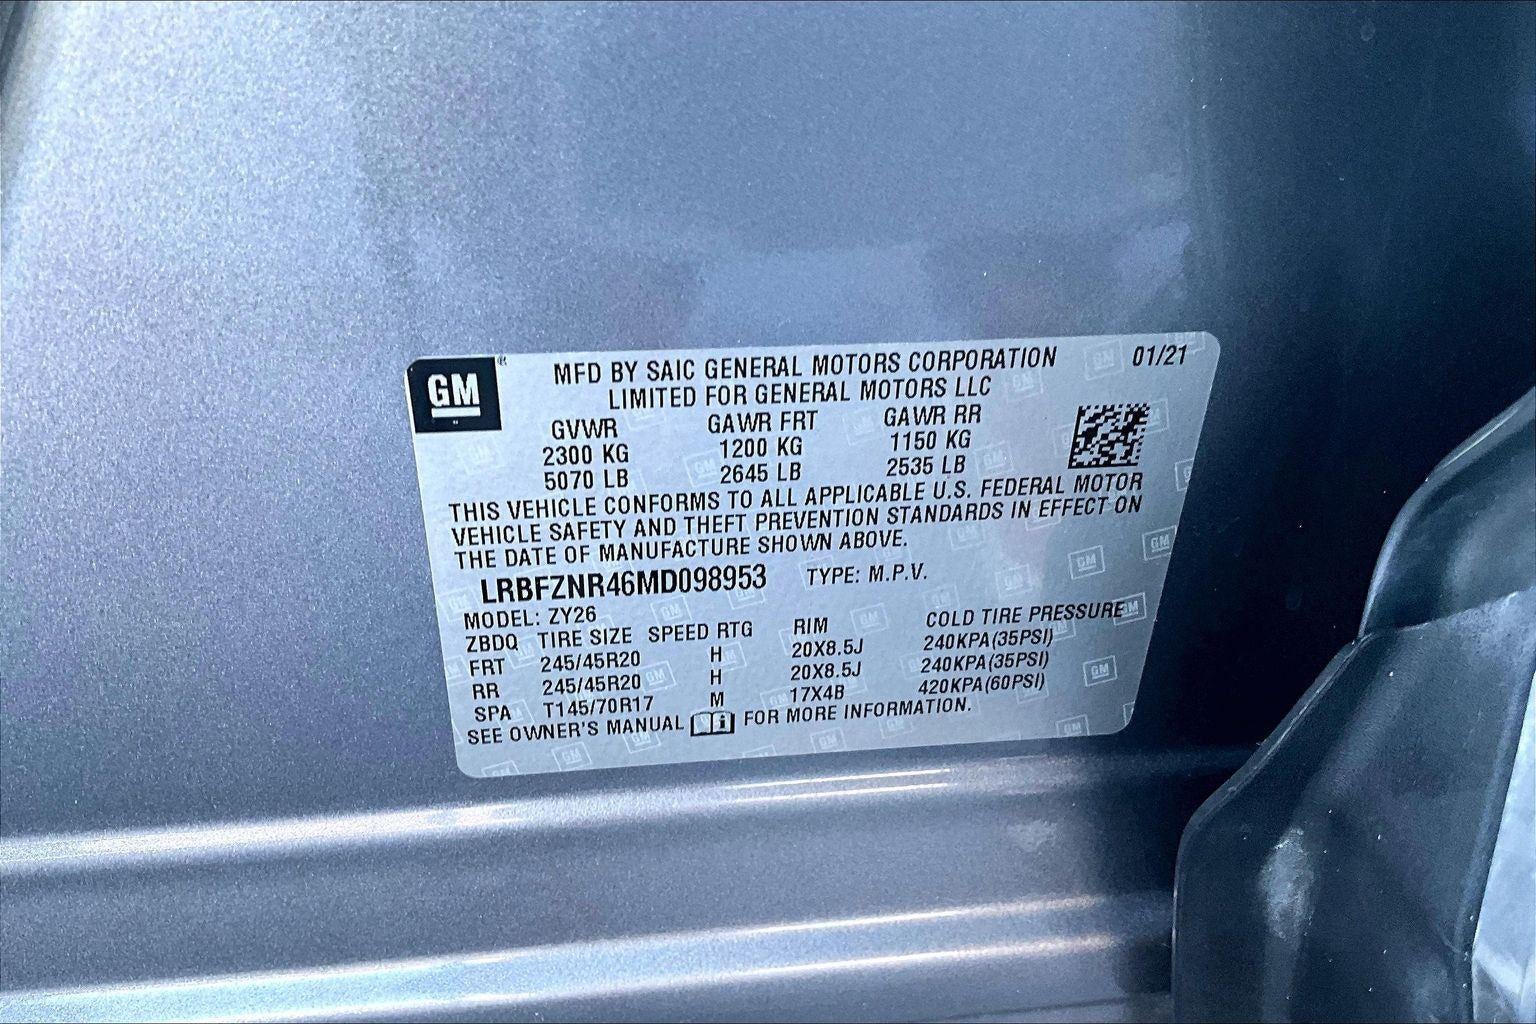 GM
MFD BY SAIC GENERAL MOTORS CORPORATION 01/21
LIMITED FOR GENERAL MOTORS LLC
GVWR GAWR FRT GAWR RR
2300 KG 1200 KG 1150 KG
5070 LB 2645 LB 2535 LB
THIS VEHICLE CONFORMS TO ALL APPLICABLE U.S. FEDERAL MOTOR
VEHICLE SAFETY AND THEFT PREVENTION STANDARDS IN EFFECT ON
THE DATE OF MANUFACTURE SHOWN ABOVE.
LRBFZNR46MD098953 TYPE: M.P.V.
MODEL: ZY26
ZBDQ TIRE SIZE SPEED RTG RIM COLD TIRE PRESSURE
FRT 245/45R20 H 20X8.5J 240KPA(35PSI)
RR 245/45R20 H 20X8.5J 240KPA(35PSI)
SPA T145/70R17 M 17X4B 420KPA(60PSI)
SEE OWNER'S MANUAL FOR MORE INFORMATION.